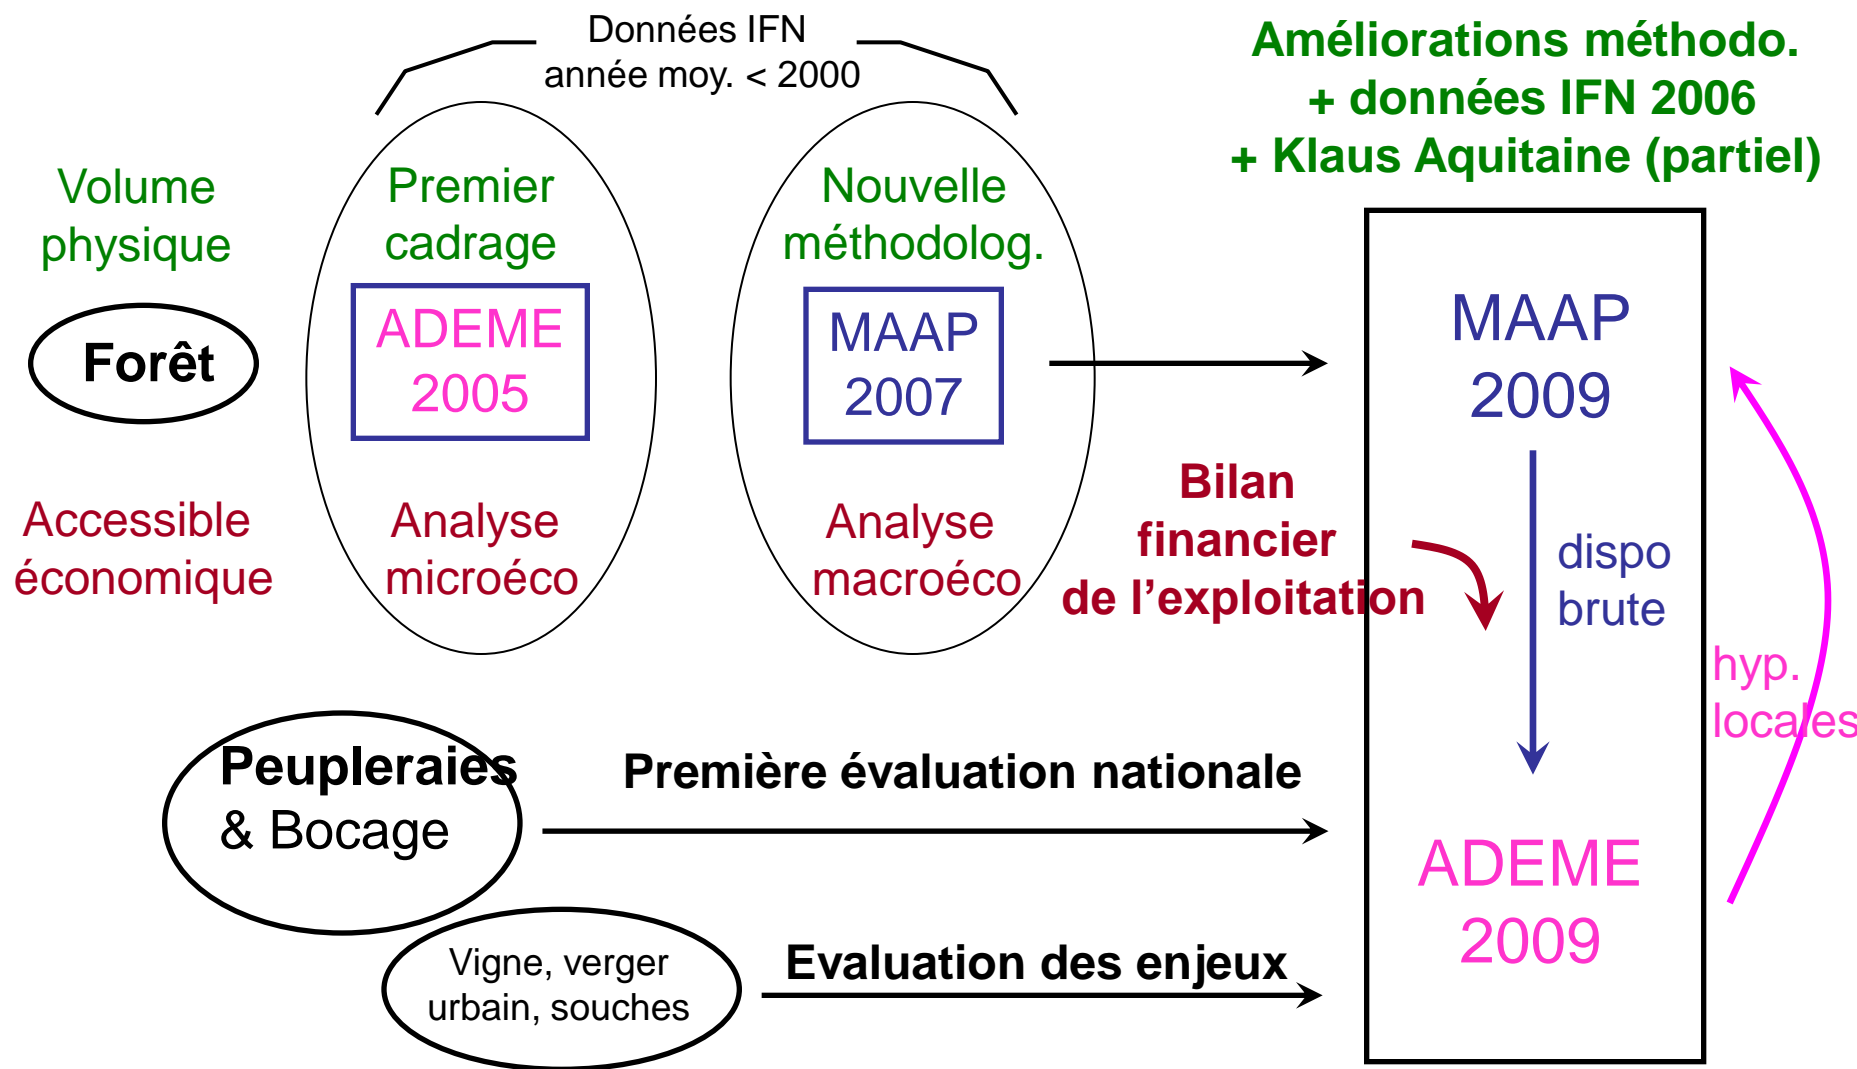 Données IFN
année moy. < 2000
Améliorations méthodo.
+ données IFN 2006
+ Klaus Aquitaine (partiel)
Volume
physique
Premier
cadrage
Nouvelle
méthodolog.
Forêt
ADEME
2005
MAAP
2007
MAAP
2009
Accessible
économique
Analyse
microéco
Analyse
macroéco
Bilan
financier
de l’exploitation
dispo
brute
hyp.
locales
Peupleraies
& Bocage
Première évaluation nationale
ADEME
2009
Vigne, verger
urbain, souches
Evaluation des enjeux